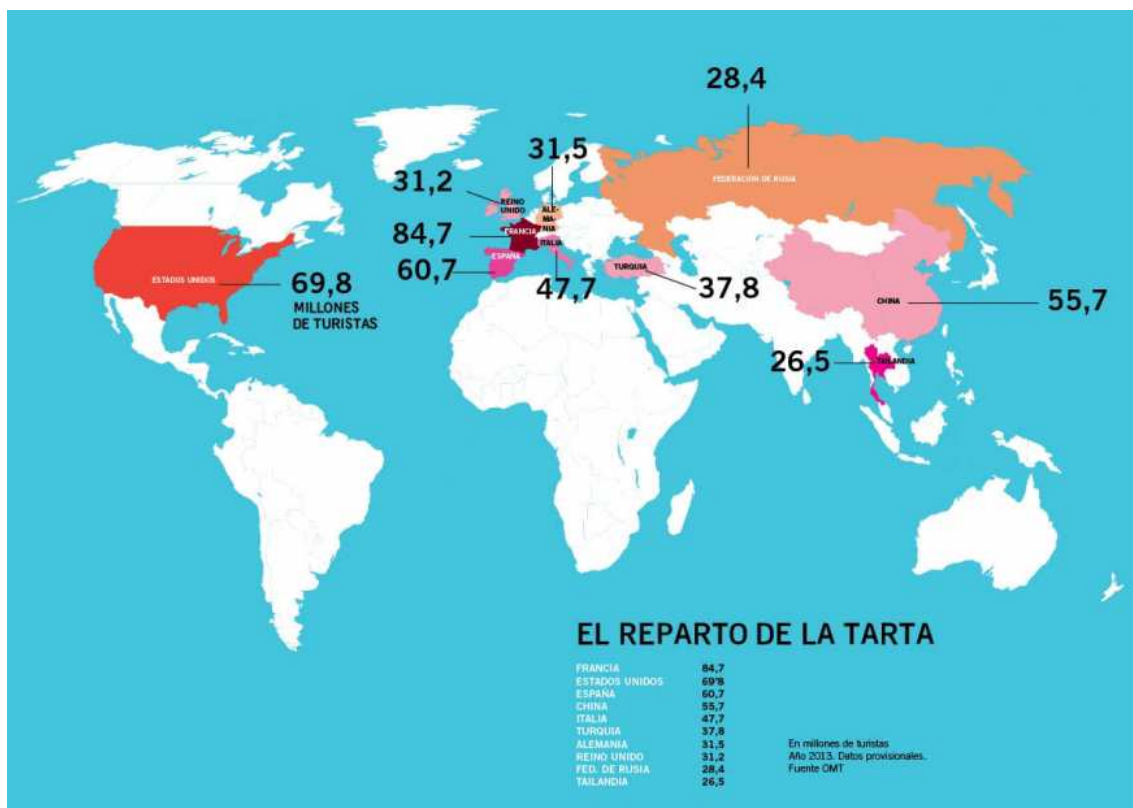 28,4
31,5
FEDERACIÓN DE RUSIA
31,2
REINO
UNIDO
ALE-
MA-
NIA
84,7
FRANCIA
ITALIA
ESPAÑA
60,7
47,7
TURQUIA
37,8
ESTADOS UNIDOS
69,8
MILLONES
DE TURISTAS
CHINA
55,7
26,5
TAILANDIA
EL REPARTO DE LA TARTA
FRANCIA 84,7
ESTADOS UNIDOS 69'8
ESPAÑA 60,7
CHINA 55,7
ITALIA 47,7
TURQUIA 37,8
ALEMANIA 31,5
REINO UNIDO 31,2
FED. DE RUSIA 28,4
TAILANDIA 26,5
En millones de turistas
Año 2013. Datos provisionales.
Fuente OMT